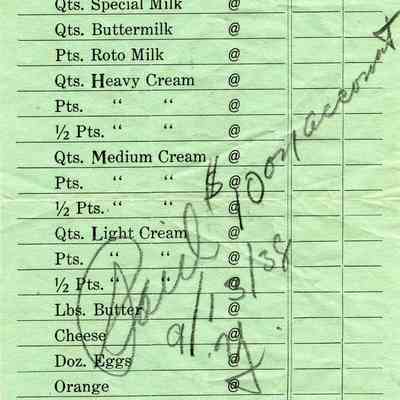 Qts. Special Milk @
Qts. Buttermilk @
Pts. Roto Milk @
Qts. Heavy Cream @
Pts. “ “ @
½ Pts. “ “ @
Qts. Medium Cream @
Pts. “ “ @
½ Pts. “ “ @
Qts. Light Cream @
Pts. “ “ @
½ Pts. “ “ @
Lbs. Butter @
Cheese @
Doz. Eggs @
Orange @
Paid $10 on account
9/13/38